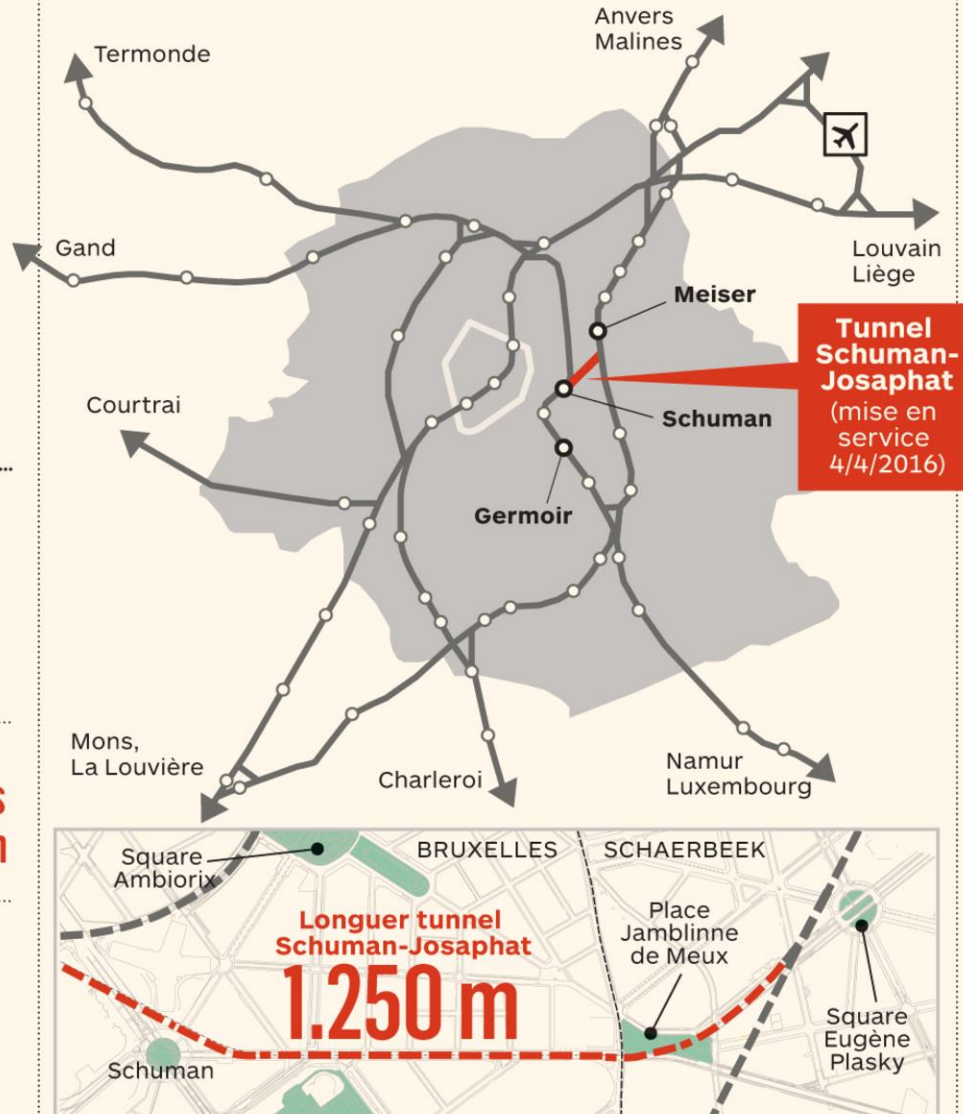 Anvers
Malines
Termonde
Gand
Louvain
Liège
Meiser
Tunnel
Schuman-
Josaphat
(mise en
service
4/4/2016)
Courtrai
Schuman
Germoir
Mons,
La Louvière
Charleroi
Namur
Luxembourg
BRUXELLES
SCHAERBEEK
Square
Ambiorix
Longuer tunnel
Schuman-Josaphat
1.250 m
Place
Jamblinne
de Meux
Square
Eugène
Plasky
Schuman